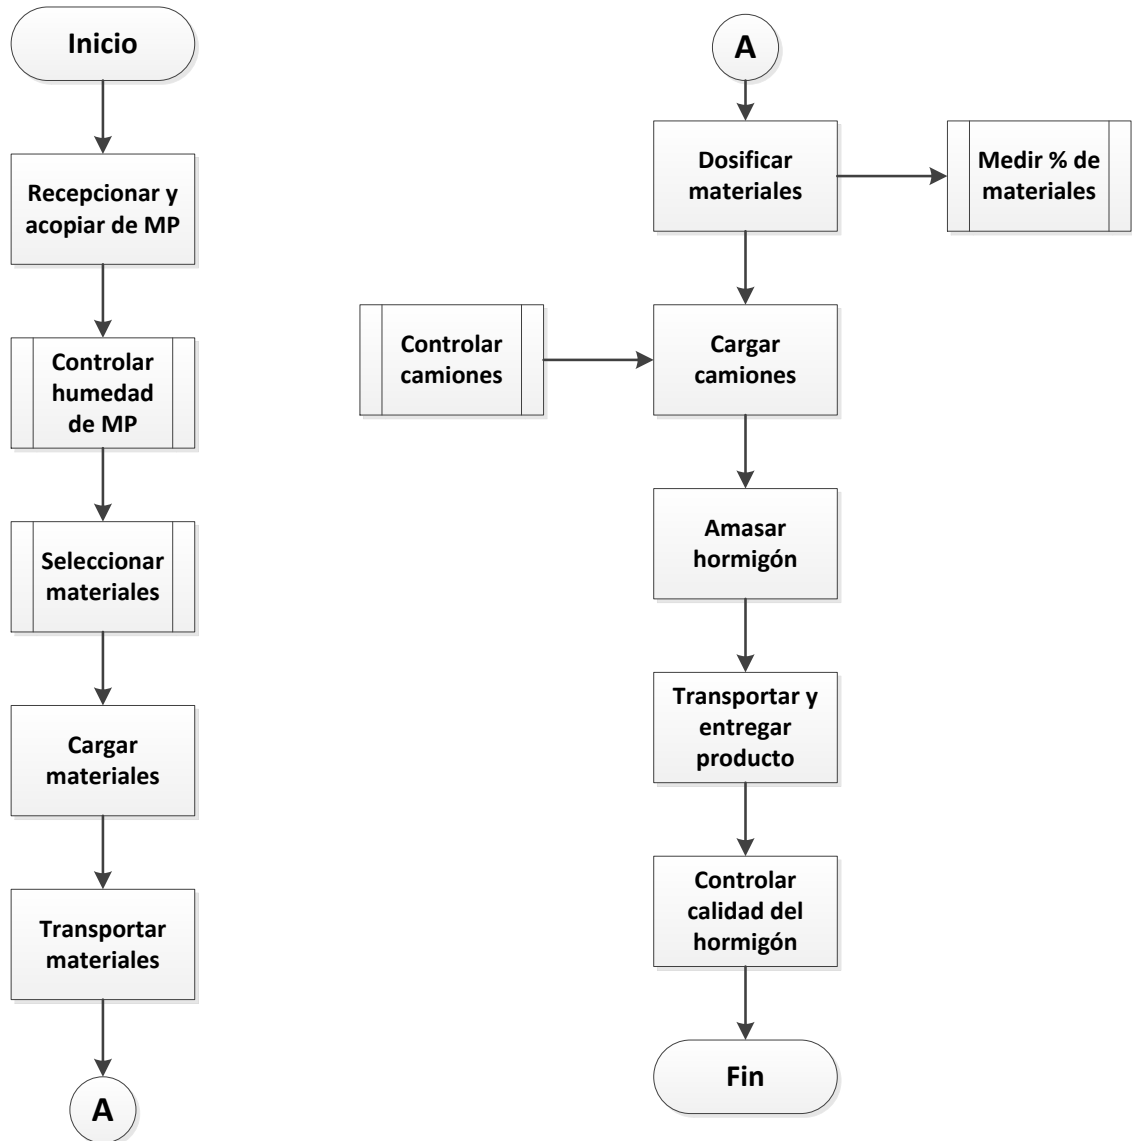 Inicio
Recepcionar y
acopiar de MP
Controlar
humedad
de MP
Seleccionar
materiales
Cargar
materiales
Transportar
materiales
A
A
Dosificar
materiales
Medir % de
materiales
Controlar
camiones
Cargar
camiones
Amasar
hormigón
Transportar y
entregar
producto
Controlar
calidad del
hormigón
Fin